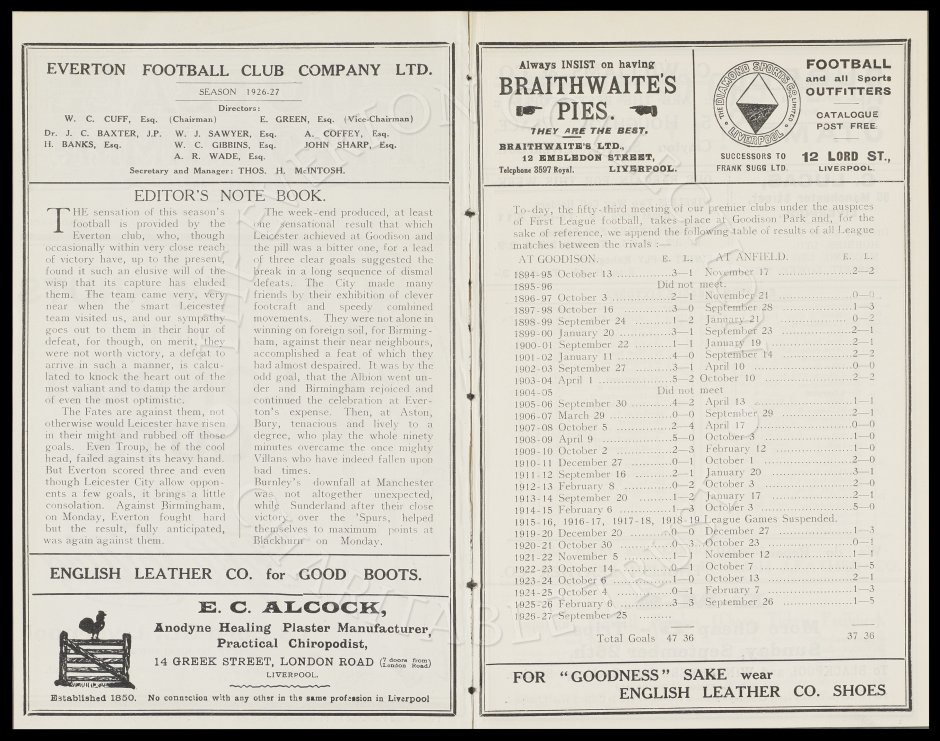 EVERTON FOOTBALL CLUB COMPANY LTD.
SEASON 1926-27
Directors:
W. C. CUFF, Esq. (Chairman) E. GREEN, Esq. (Vice-Chairman)
Dr. J. C. BAXTER, J.P. W. J. SAWYER, Esq. A. COFFEY, Esq.
H. BANKS, Esq. W. C. GIBBINS, Esq. JOHN SHARP, Esq.
A. R. WADE, Esq.
Secretary and Manager: THOS. H. McINTOSH.
EDITOR'S NOTE BOOK.
THE sensation of this season's
football is provided by the
Everton club, who, though
occasionally within very close reach
of victory have, up to the present,
found it such an elusive will of the
wisp that its capture has eluded
them. The team came very, very
near when the smart Leicester
team visited us, and our sympathy
goes out to them in their hour of
defeat, for though, on merit, they
were not worth victory, a defeat to
arrive in such a manner, is calcu-
lated to knock the heart out of the
most valiant and to damp the ardour
of even the most optimistic.
The Fates are against them, not
otherwise would Leicester have risen
in their might and rubbed off those
goals. Even Troup, he of the cool
head, failed against its heavy hand.
But Everton scored three and even
though Leicester City allow oppon-
ents a few goals, it brings a little
consolation. Against Birmingham,
on Monday, Everton fought hard
but the result, fully anticipated,
was again against them.
The week-end produced, at least
one sensational result that which
Leicester achieved at Goodison and
the pill was a bitter one, for a lead
of three clear goals suggested the
break in a long sequence of dismal
defeats. The City made many
friends by their exhibition of clever
footcraft and speedy combined
movements. They were not alone in
winning on foreign soil, for Birming-
ham, against their near neighbours,
accomplished a feat of which they
had almost despaired. It was by the
odd goal, that the Albion went un-
der and Birmingham rejoiced and
continued the celebration at Ever-
ton's expense. Then, at Aston,
Bury, tenacious and lively to a
degree, who play the whole ninety
minutes overcame the once mighty
Villans who have indeed fallen upon
bad times.
Burnley's downfall at Manchester
was not altogether unexpected,
while Sunderland after their close
victory over the 'Spurs, helped
themselves to maximum points at
Blackburn on Monday.
ENGLISH LEATHER CO. for GOOD BOOTS.
E. C. ALCOCK,
Anodyne Healing Plaster Manufacturer,
Practical Chiropodist,
14 GREEK STREET, LONDON ROAD (7 doors from London Road)
LIVERPOOL.
Established 1850. No connection with any other in the same profession in Liverpool
Always INSIST on having
BRAITHWAITE'S
PIES.
THEY ARE THE BEST.
BRAITHWAITE'S LTD.,
12 EMBLEDON STREET,
Telephone 3897 Royal. LIVERPOOL.
THE DIAMOND SPORTS CO. LIMITED
LIVERPOOL
SUCCESSORS TO
FRANK SUGG LTD.
FOOTBALL
and all Sports
OUTFITTERS
CATALOGUE
POST FREE
12 LORD ST.,
LIVERPOOL.
To-day, the fifty-third meeting of our premier clubs under the auspices
of First League football, takes place at Goodison Park and, for the
sake of reference, we append the following table of results of all League
matches between the rivals :—
AT GOODISON. E. L. AT ANFIELD. E. L.
1894-95 October 13 3—1 November 17 2—2
1895-96 Did not meet.
1896-97 October 3 2—1 November 21 0—0
1897-98 October 16 3—0 September 28 1—3
1898-99 September 24 1—2 January 21 0—2
1899-00 January 20 3—1 September 23 2—1
1900-01 September 22 1—1 January 19 2—1
1901-02 January 11 4—0 September 14 2—2
1902-03 September 27 3—1 April 10 0—0
1903-04 April 1 5—2 October 10 2—2
1904-05 Did not meet
1905-06 September 30 4—2 April 13 1—1
1906-07 March 29 0—0 September 29 2—1
1907-08 October 5 2—4 April 17 0—0
1908-09 April 9 5—0 October 3 1—0
1909-10 October 2 2—3 February 12 1—0
1910-11 December 27 0—1 October 1 2—0
1911-12 September 16 2—1 January 20 3—1
1912-13 February 8 0—2 October 3 2—0
1913-14 September 20 1—2 January 17 2—1
1914-15 February 6 1—3 October 3 5—0
1915-16, 1916-17, 1917-18, 1918-19 League Games Suspended.
1919-20 December 20 0—0 December 27 1—3
1920-21 October 30 0—3 October 23 0—1
1921-22 November 5 1—1 November 12 1—1
1922-23 October 14 0—1 October 7 1—5
1923-24 October 6 1—0 October 13 2—1
1924-25 October 4 0—1 February 7 1—3
1925-26 February 6 3—3 September 26 1—5
1926-27 September 25
Total Goals 47 36 37 36
FOR "GOODNESS" SAKE wear
ENGLISH LEATHER CO. SHOES